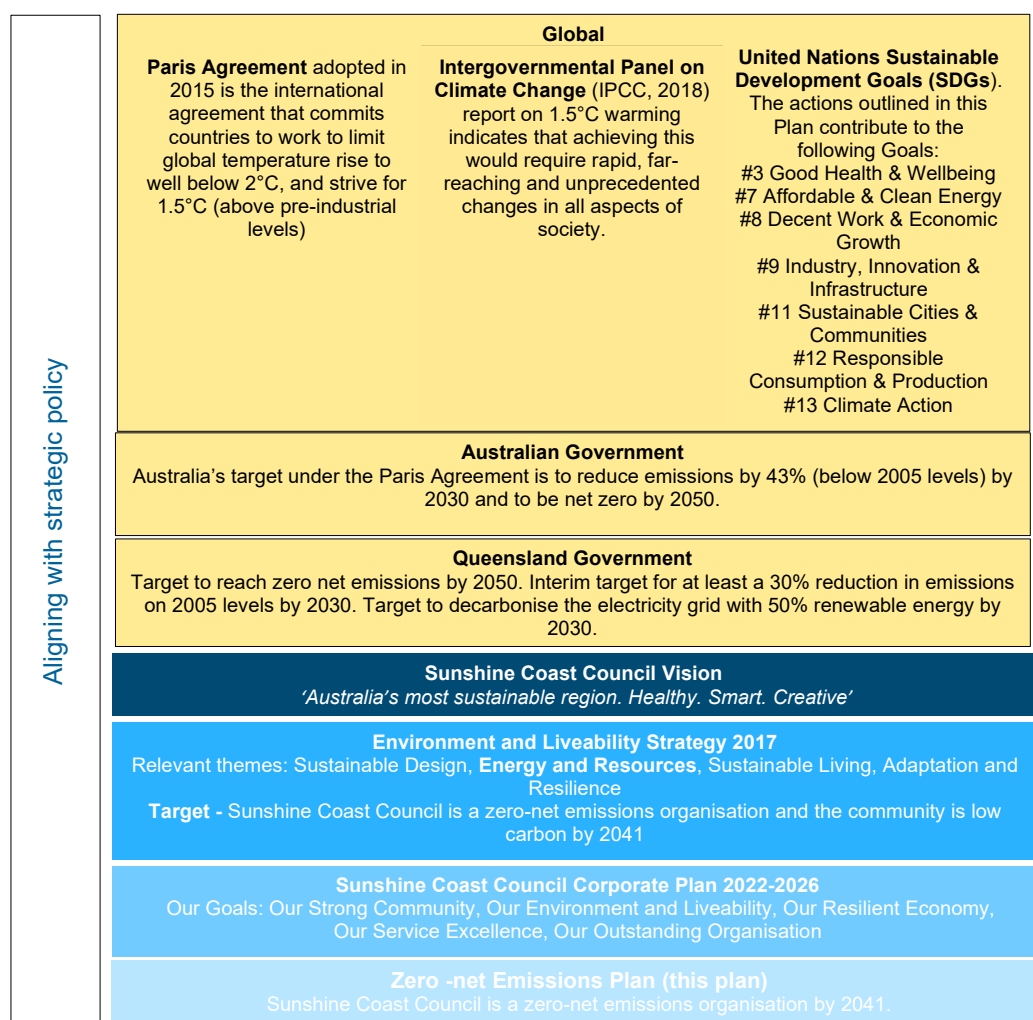 Aligning with strategic policy
Global
Paris Agreement adopted in
2015 is the international
agreement that commits
countries to work to limit
global temperature rise to
well below 2°C, and strive for
1.5°C (above pre-industrial
levels)
Intergovernmental Panel on
Climate Change (IPCC, 2018)
report on 1.5°C warming
indicates that achieving this
would require rapid, far-
reaching and unprecedented
changes in all aspects of
society.
United Nations Sustainable
Development Goals (SDGs).
The actions outlined in this
Plan contribute to the
following Goals:
#3 Good Health & Wellbeing
#7 Affordable & Clean Energy
#8 Decent Work & Economic
Growth
#9 Industry, Innovation &
Infrastructure
#11 Sustainable Cities &
Communities
#12 Responsible
Consumption & Production
#13 Climate Action
Australian Government
Australia's target under the Paris Agreement is to reduce emissions by 43% (below 2005 levels) by
2030 and to be net zero by 2050.
Queensland Government
Target to reach zero net emissions by 2050. Interim target for at least a 30% reduction in emissions
on 2005 levels by 2030. Target to decarbonise the electricity grid with 50% renewable energy by
2030.
Sunshine Coast Council Vision
'Australia's most sustainable region. Healthy. Smart. Creative'
Environment and Liveability Strategy 2017
Relevant themes: Sustainable Design, Energy and Resources, Sustainable Living, Adaptation and
Resilience
Target - Sunshine Coast Council is a zero-net emissions organisation and the community is low
carbon by 2041
Sunshine Coast Council Corporate Plan 2022-2026
Our Goals: Our Strong Community, Our Environment and Liveability, Our Resilient Economy,
Our Service Excellence, Our Outstanding Organisation
Zero -net Emissions Plan (this plan)
Sunshine Coast Council is a zero-net emissions organisation by 2041.